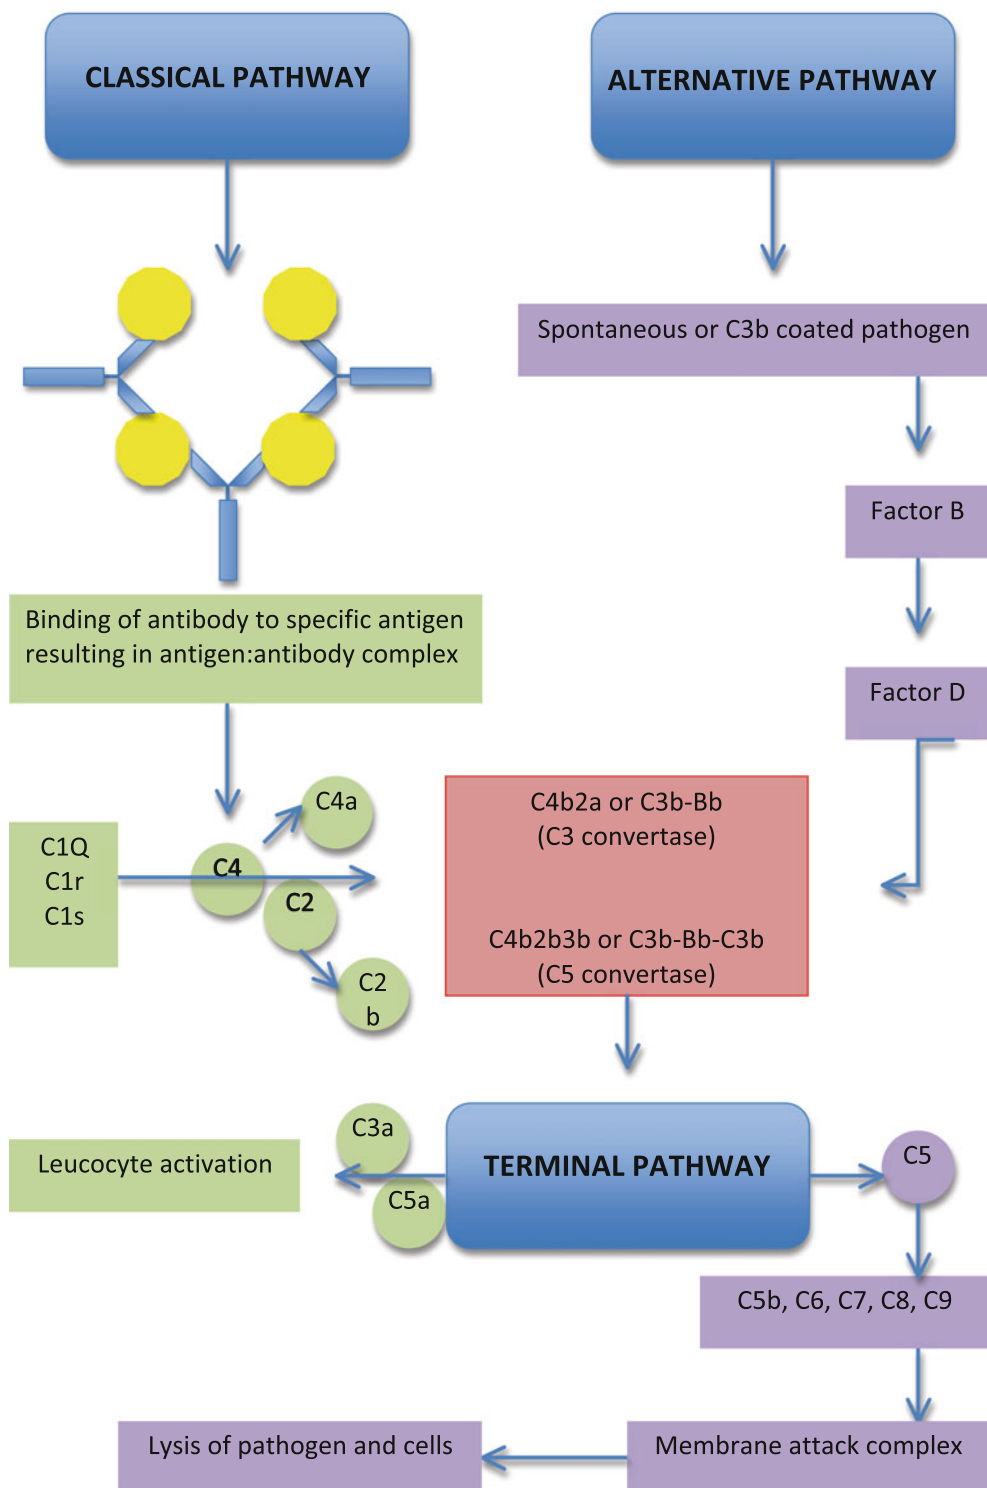 CLASSICAL PATHWAY
ALTERNATIVE PATHWAY
Spontaneous or C3b coated pathogen
Factor B
Binding of antibody to specific antigen
resulting in antigen:antibody complex
Factor D
C4a
C1Q
C1r
C1s
C4
C2
C2
b
C4b2a or C3b-Bb
(C3 convertase)
C4b2b3b or C3b-Bb-C3b
(C5 convertase)
Leucocyte activation
C3a
C5a
TERMINAL PATHWAY
C5
C5b, C6, C7, C8, C9
Lysis of pathogen and cells
Membrane attack complex